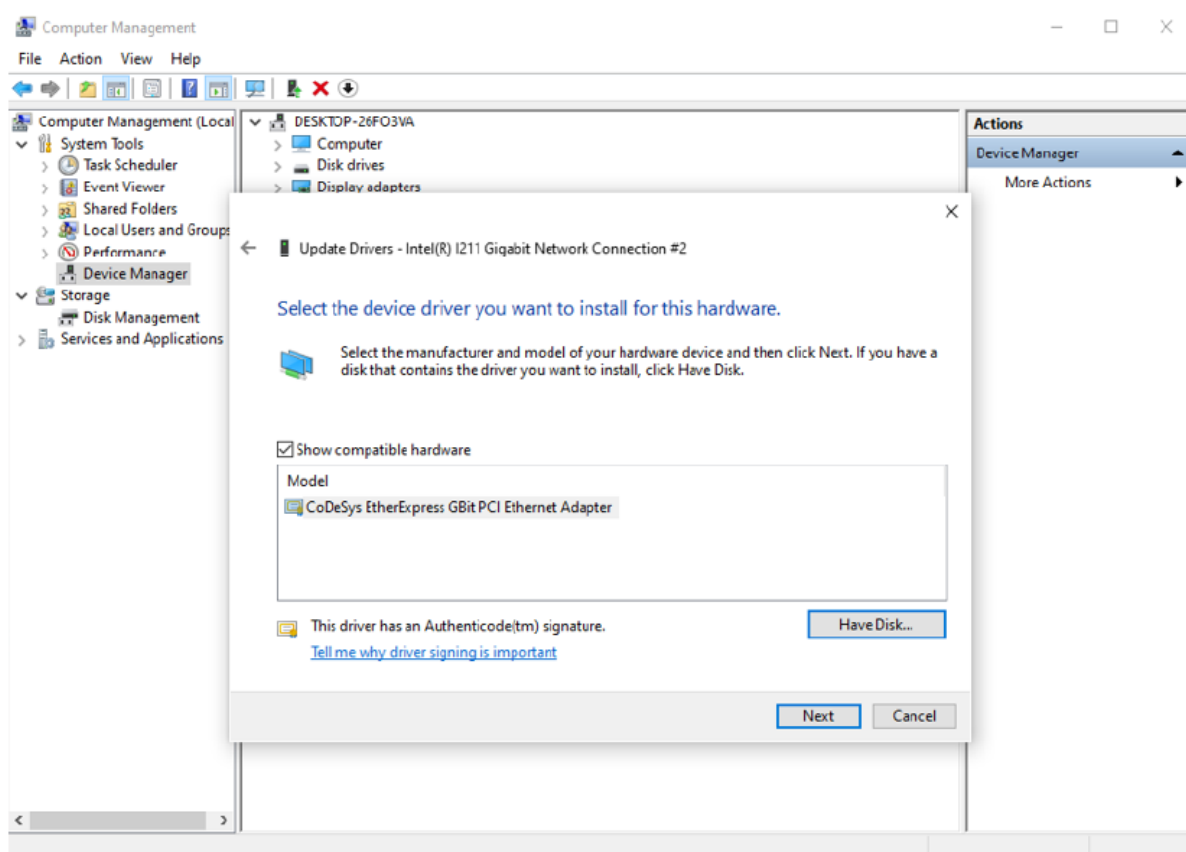 Computer Management
File Action View Help
Computer Management (Local
System Tools
Task Scheduler
Event Viewer
Shared Folders
Local Users and Groups
Performance
Device Manager
Storage
Disk Management
Services and Applications
DESKTOP-26FO3VA
Computer
Disk drives
Display adapters
Actions
Device Manager
More Actions
Update Drivers - Intel(R) I211 Gigabit Network Connection #2
Select the device driver you want to install for this hardware.
Select the manufacturer and model of your hardware device and then click Next. If you have a
disk that contains the driver you want to install, click Have Disk.
Show compatible hardware
Model
CoDeSys EtherExpress GBit PCI Ethernet Adapter
This driver has an Authenticode(tm) signature.
Have Disk...
Tell me why driver signing is important
Next
Cancel